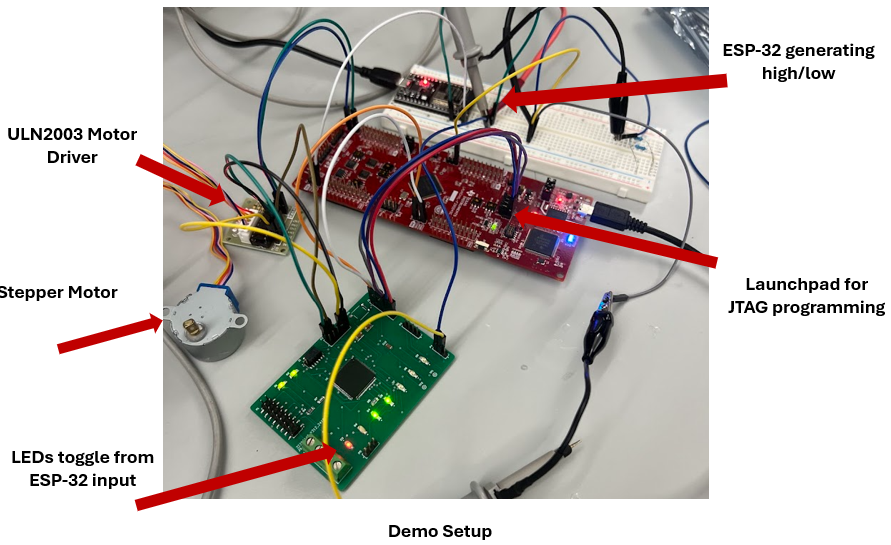 ESP-32 generating
high/low
ULN2003 Motor
Driver
Stepper Motor
Launchpad for
JTAG programming
LEDs toggle from
ESP-32 input
Demo Setup